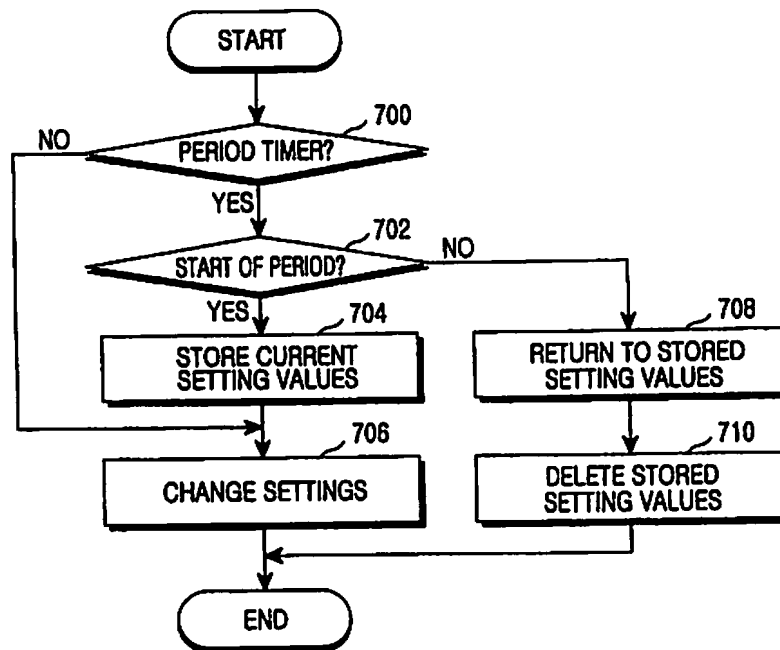 START
700
NO
PERIOD TIMER?
YES
702
NO
START OF PERIOD?
YES
704
708
STORE CURRENT
SETTING VALUES
RETURN TO STORED
SETTING VALUES
706
710
CHANGE SETTINGS
DELETE STORED
SETTING VALUES
END